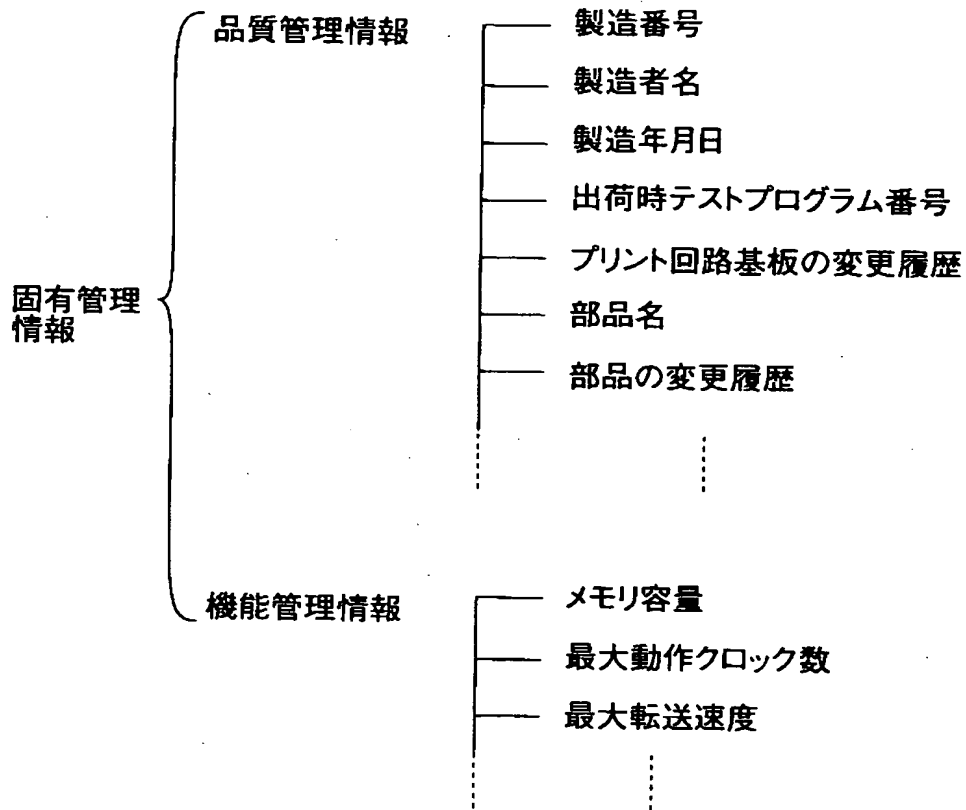 品質管理情報
製造番号
製造者名
製造年月日
出荷時テストプログラム番号
プリント回路基板の変更履歴
部品名
部品の変更履歴
固有管理
情報
機能管理情報
メモリ容量
最大動作クロック数
最大転送速度